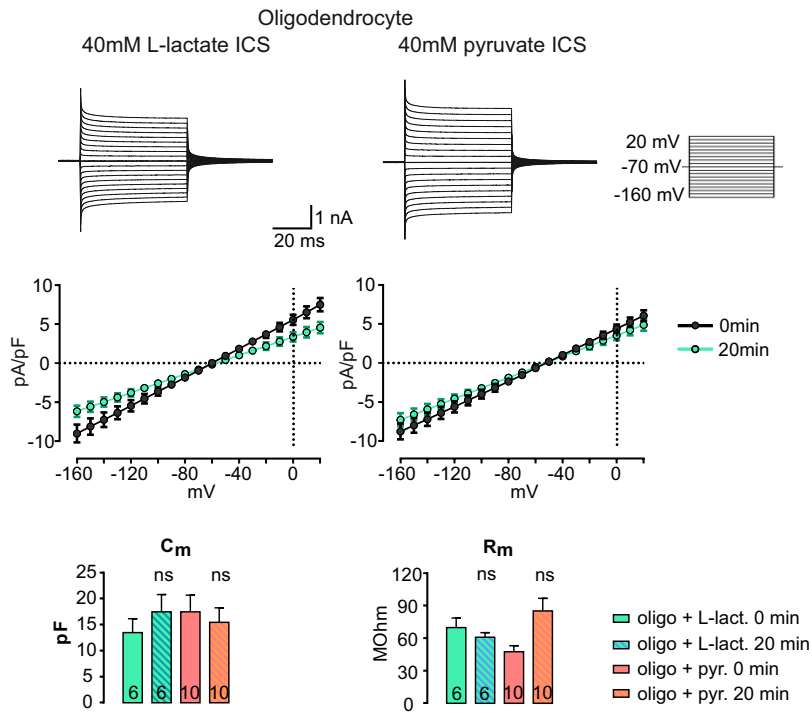 Oligodendrocyte
40mM L-lactate ICS
40mM pyruvate ICS
20 mV
-70 mV
-160 mV
1 nA
20 ms
10
5
0
-5
-10
pA/pF
-160
-120
-80
-40
0
mV
10
5
0
-5
-10
pA/pF
-160
-120
-80
-40
0
mV
0min
20min
Cm
25
20
15
10
5
0
pF
ns
ns
6
6
10
10
Rm
120
90
60
30
0
MOhm
ns
ns
6
6
10
10
oligo + L-lact. 0 min
oligo + L-lact. 20 min
oligo + pyr. 0 min
oligo + pyr. 20 min